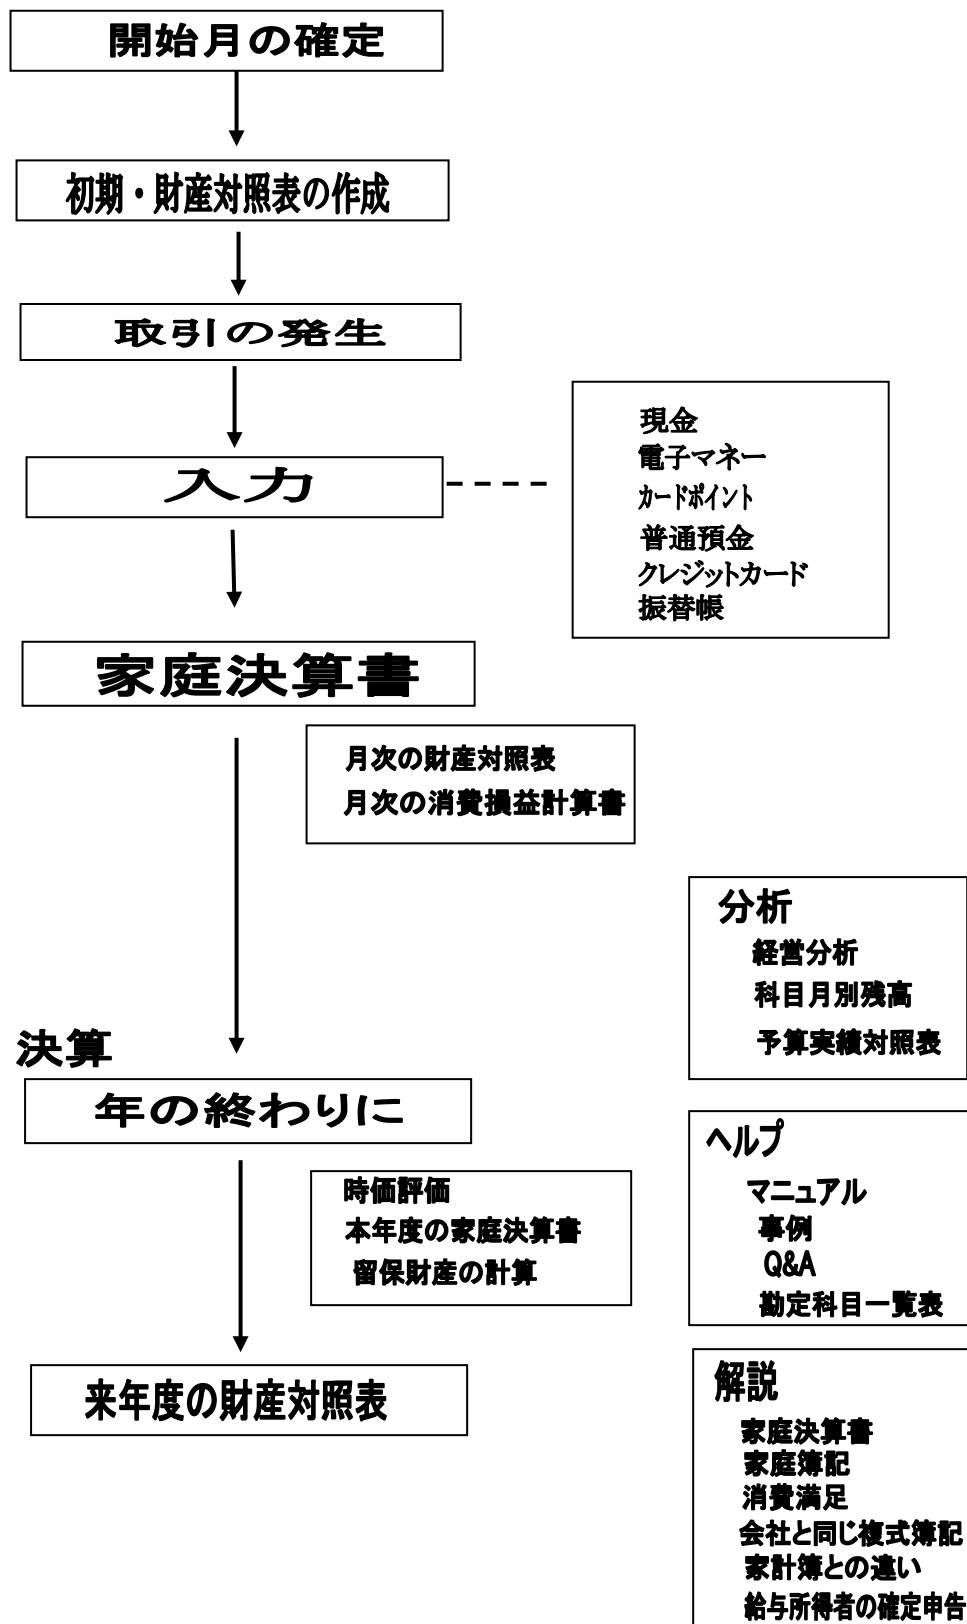 開始月の確定
初期・財産対照表の作成
取引の発生
入力
現金
電子マネー
カードポイント
普通預金
クレジットカード
振替帳
家庭決算書
月次の財産対照表
月次の消費損益計算書
分析
経営分析
科目月別残高
予算実績対照表
決算
年の終わりに
時価評価
本年度の家庭決算書
留保財産の計算
ヘルプ
マニュアル
事例
Q&A
勘定科目一覧表
来年度の財産対照表
解説
家庭決算書
家庭簿記
消費満足
会社と同じ複式簿記
家計簿との違い
給与所得者の確定申告